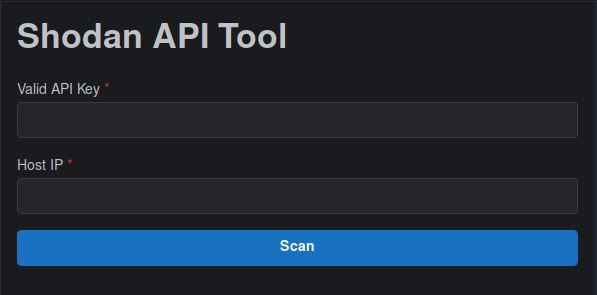 Shodan API Tool
Valid API Key *
Host IP *
Scan